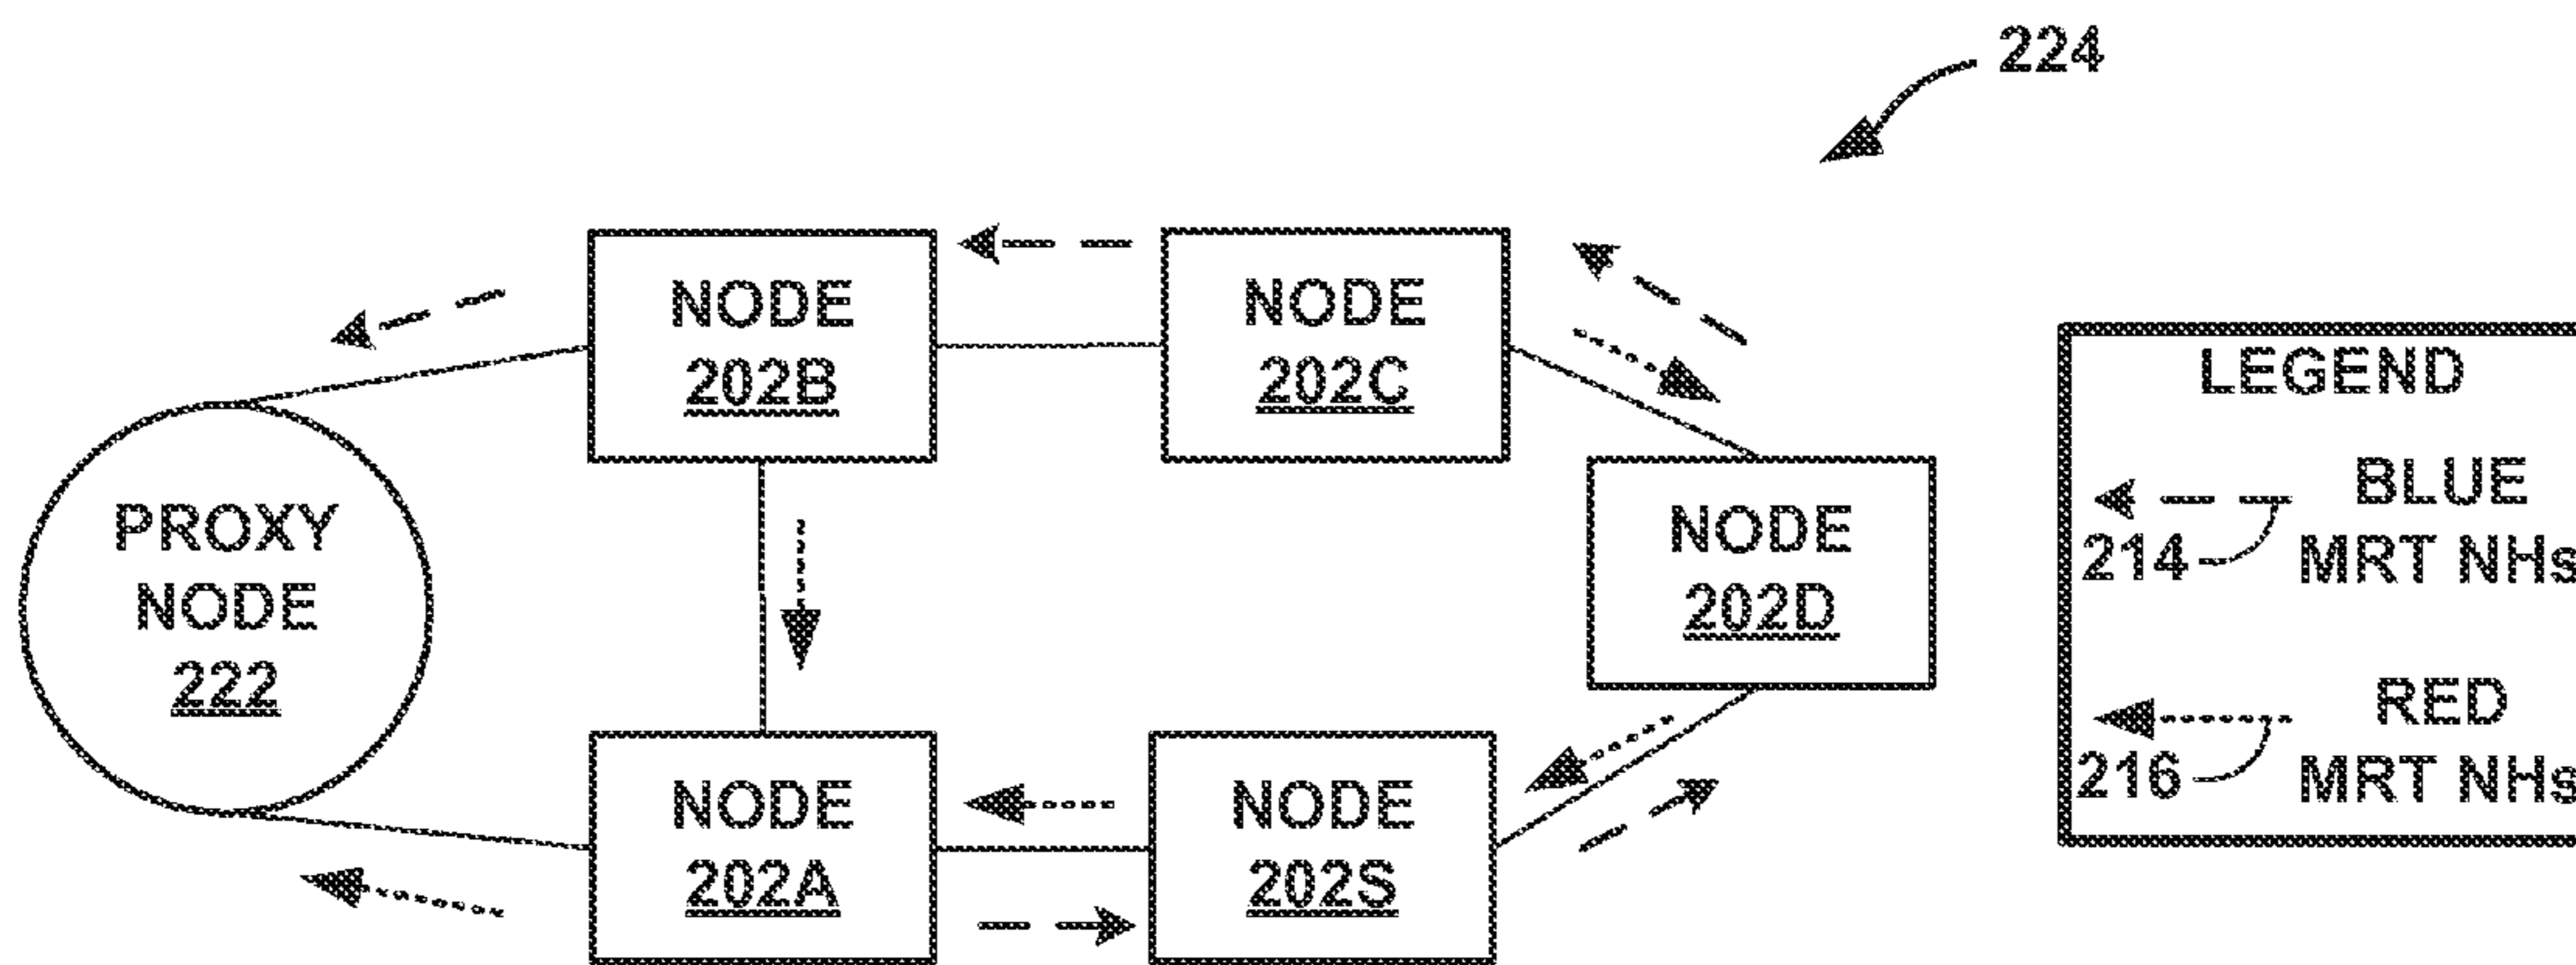 224
NODE
202B
NODE
202C
LEGEND
PROXY
NODE
222
NODE
202D
BLUE
214 MRT NHs
RED
216 MRT NHs
NODE
202A
NODE
202S